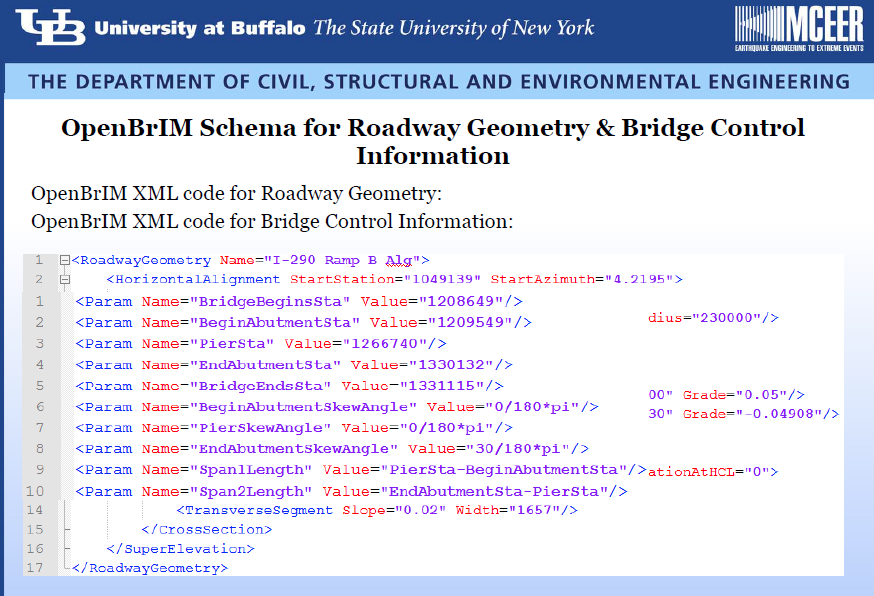 UB University at Buffalo The State University of New York
MCEER
EARTHQUAKE ENGINEERING TO EXTREME EVENTS
THE DEPARTMENT OF CIVIL, STRUCTURAL AND ENVIRONMENTAL ENGINEERING
OpenBrIM Schema for Roadway Geometry & Bridge Control
Information
OpenBrIM XML code for Roadway Geometry:
OpenBrIM XML code for Bridge Control Information:
1 <RoadwayGeometry Name="I-290 Ramp B Alg">
2 <HorizontalAlignment StartStation="1049139" StartAzimuth="4.2195">
1 <Param Name="BridgeBeginsSta" Value="1208649"/>
2 <Param Name="BeginAbutmentSta" Value="1209549"/> dius="230000"/>
3 <Param Name="PierSta" Value="1266740"/>
4 <Param Name="EndAbutmentSta" Value="1330132"/>
5 <Param Name="BridgeEndsSta" Value="1331115"/> 00" Grade="0.05"/>
6 <Param Name="BeginAbutmentSkewAngle" Value="0/180*pi"/> 30" Grade="-0.04908"/>
7 <Param Name="PierSkewAngle" Value="0/180*pi"/>
8 <Param Name="EndAbutmentSkewAngle" Value="30/180*pi"/>
9 <Param Name="Span1Length" Value="PierSta-BeginAbutmentSta"/> ationAtHCL="0">
10 <Param Name="Span2Length" Value="EndAbutmentSta-PierSta"/>
14 <TransverseSegment Slope="0.02" Width="1657"/>
15 </CrossSection>
16 </SuperElevation>
17 </RoadwayGeometry>